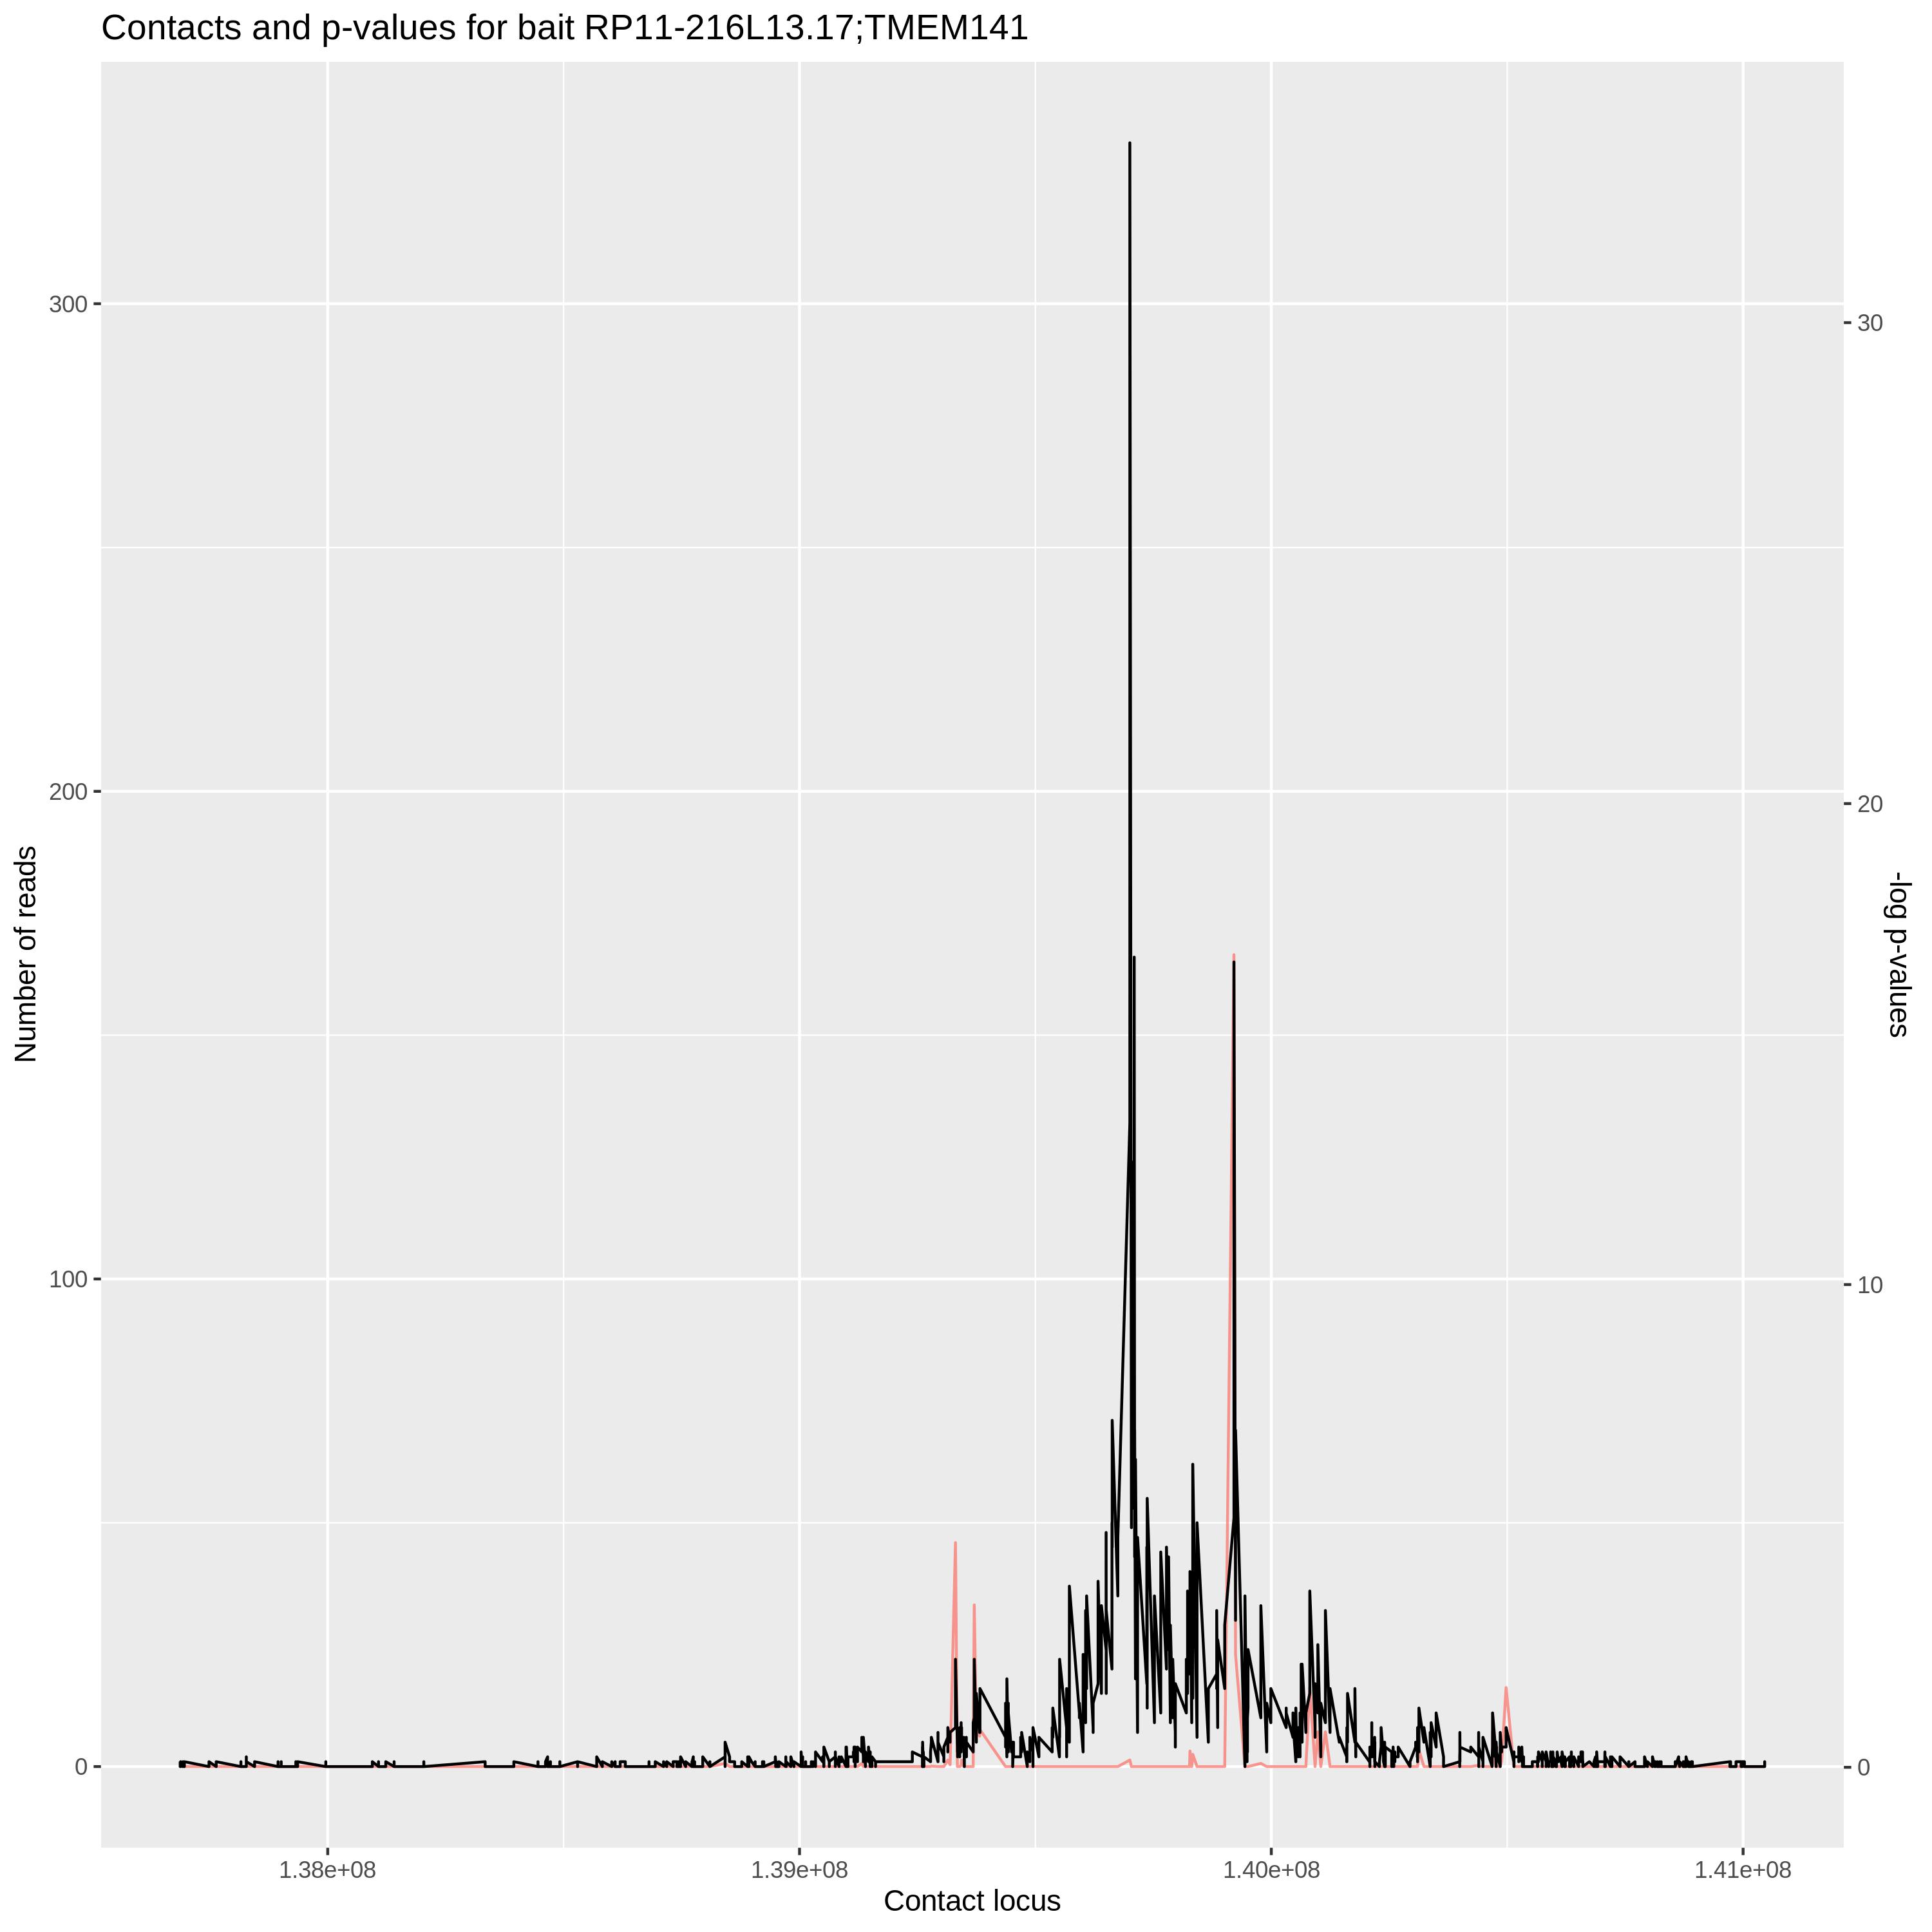 Contacts and p-values for bait RP11-216L13.17;TMEM141
300
200
100
0
Number of reads
30
20
10
0
-log p-values
1.38e+08
1.39e+08
1.40e+08
1.41e+08
Contact locus